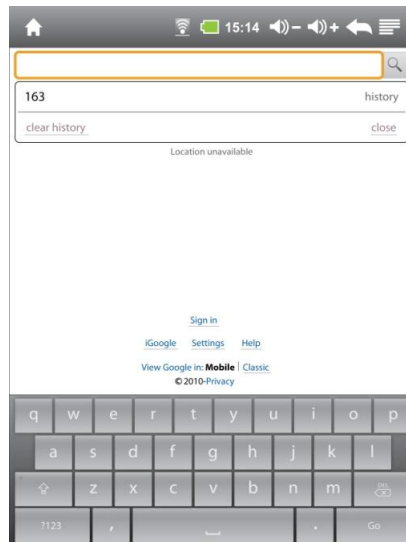 15:14
163 history
clear history close
Location unavailable
Sign in
iGoogle Settings Help
View Google in: Mobile | Classic
© 2010-Privacy
q w e r t y u i o p
a s d f g h j k l
z x c v b n m DEL
?123 , . Go